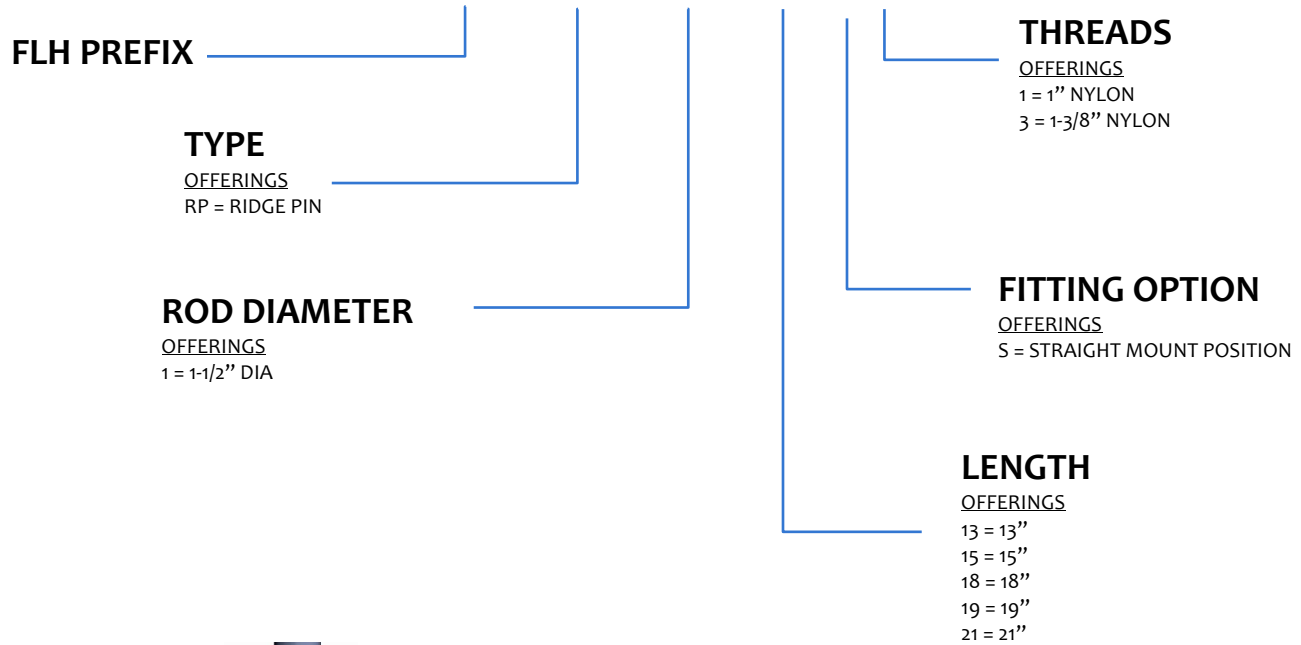 FLH PREFIX
TYPE
OFFERINGS
RP = RIDGE PIN
ROD DIAMETER
OFFERINGS
1 = 1-1/2” DIA
THREADS
OFFERINGS
1 = 1” NYLON
3 = 1-3/8” NYLON
FITTING OPTION
OFFERINGS
S = STRAIGHT MOUNT POSITION
LENGTH
OFFERINGS
13 = 13”
15 = 15”
18 = 18”
19 = 19”
21 = 21”